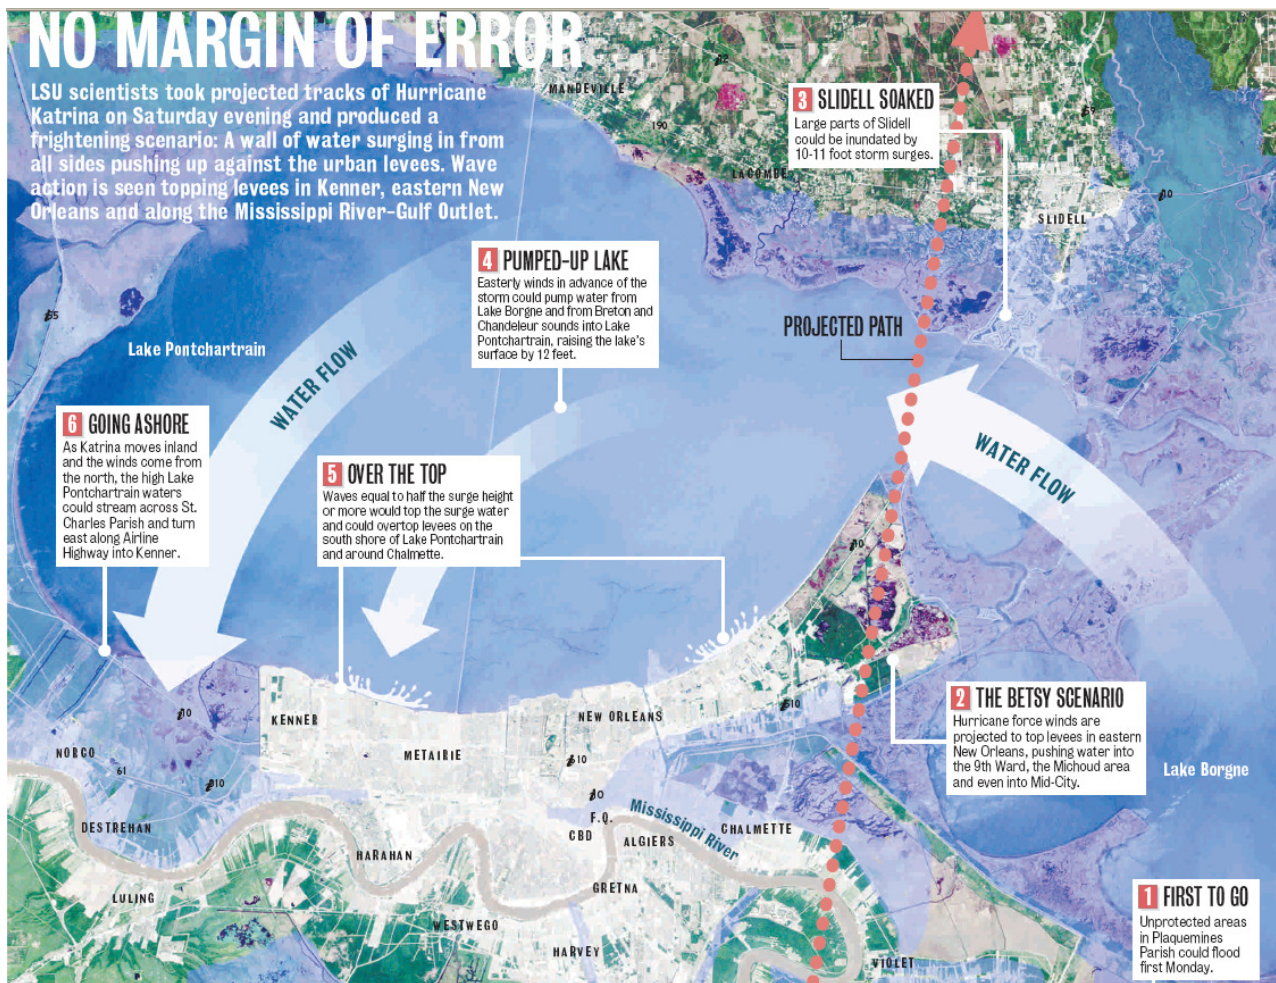 NO MARGIN OF ERROR
LSU scientists took projected tracks of Hurricane
Katrina on Saturday evening and produced a
frightening scenario: A wall of water surging in from
all sides pushing up against the urban levees. Wave
action is seen topping levees in Kenner, eastern New
Orleans and along the Mississippi River-Gulf Outlet.
MANDEVILLE
12
190
LACOMBE
59
10
SLIDELL
3 SLIDELL SOAKED
Large parts of Slidell
could be inundated by
10-11 foot storm surges.
4 PUMPED-UP LAKE
Easterly winds in advance of the
storm could pump water from
Lake Borgne and from Breton and
Chandeleur sounds into Lake
Pontchartrain, raising the lake's
surface by 12 feet.
PROJECTED PATH
55
Lake Pontchartrain
WATER FLOW
WATER FLOW
6 GOING ASHORE
As Katrina moves inland
and the winds come from
the north, the high Lake
Pontchartrain waters
could stream across St.
Charles Parish and turn
east along Airline
Highway into Kenner.
5 OVER THE TOP
Waves equal to half the surge height
or more would top the surge water
and could overtop levees on the
south shore of Lake Pontchartrain
and around Chalmette.
10
2 THE BETSY SCENARIO
Hurricane force winds are
projected to top levees in eastern
New Orleans, pushing water into
the 9th Ward, the Michoud area
and even into Mid-City.
Lake Borgne
10
KENNER
NEW ORLEANS
510
NORCO
METAIRIE
61
310
610
10
F.Q.
CBD
Mississippi River
ALGIERS
CHALMETTE
DESTREHAN
HARAHAN
GRETNA
LULING
WESTWEGO
HARVEY
VIOLET
1 FIRST TO GO
Unprotected areas
in Plaquemines
Parish could flood
first Monday.